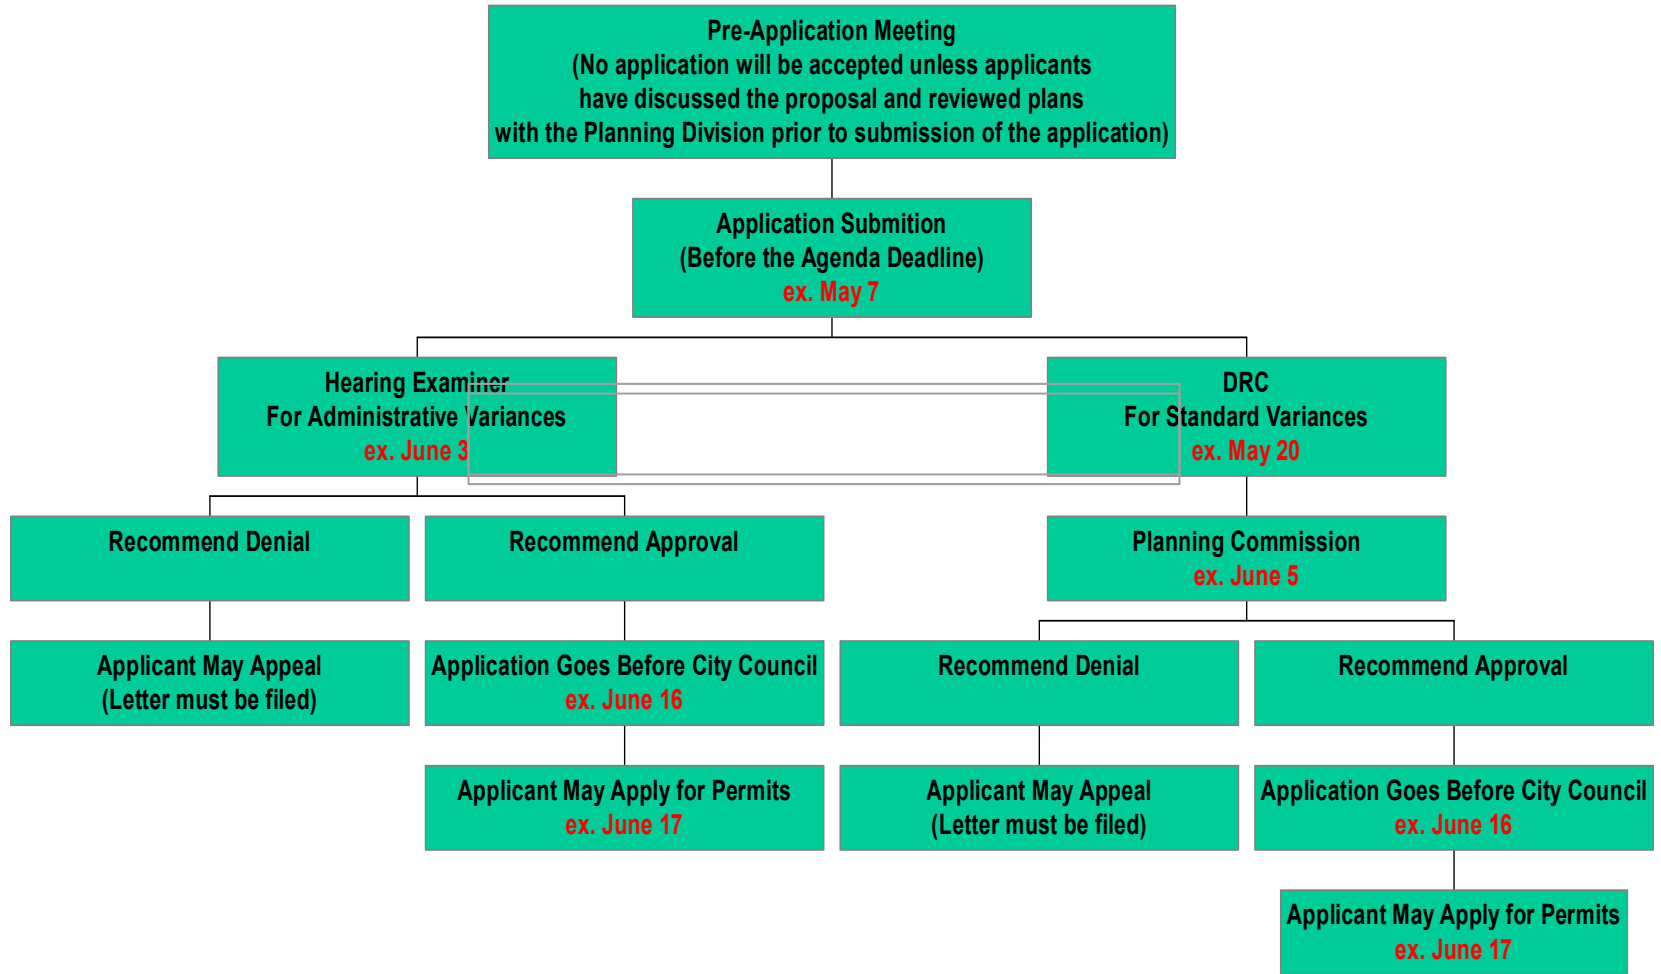 Pre-Application Meeting
(No application will be accepted unless applicants
have discussed the proposal and reviewed plans
with the Planning Division prior to submission of the application)
Application Submition
(Before the Agenda Deadline)
ex. May 7
Hearing Examiner
For Administrative Variances
ex. June 3
DRC
For Standard Variances
ex. May 20
Recommend Denial
Recommend Approval
Planning Commission
ex. June 5
Applicant May Appeal
(Letter must be filed)
Application Goes Before City Council
ex. June 16
Recommend Denial
Recommend Approval
Applicant May Apply for Permits
ex. June 17
Applicant May Appeal
(Letter must be filed)
Application Goes Before City Council
ex. June 16
Applicant May Apply for Permits
ex. June 17